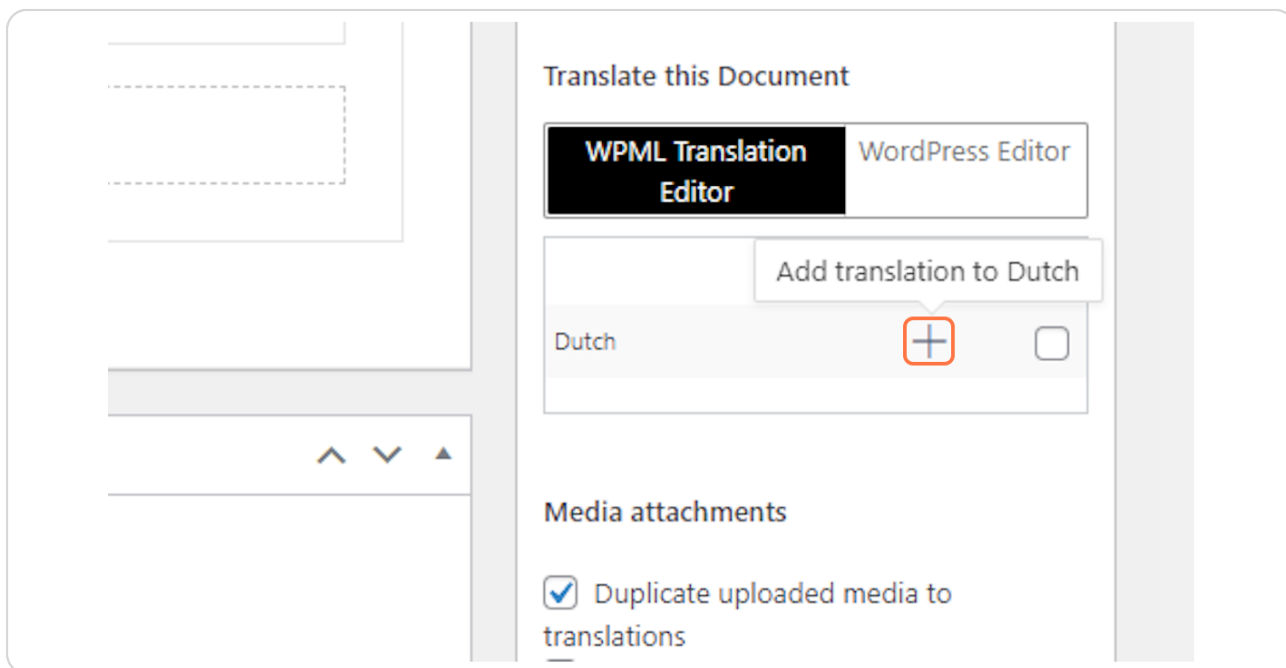 Translate this Document
WPML Translation
Editor
WordPress Editor
Add translation to Dutch
Dutch
Media attachments
Duplicate uploaded media to
translations